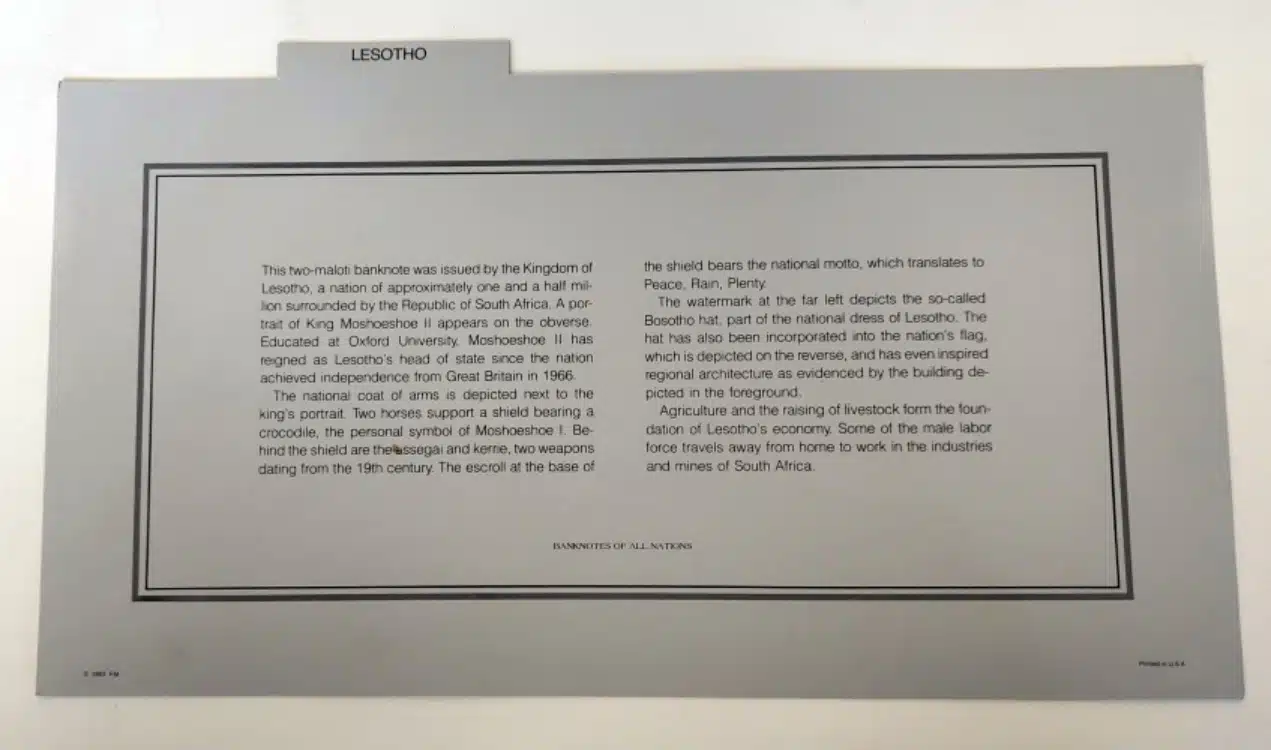 LESOTHO
This two-maloti banknote was issued by the Kingdom of
Lesotho, a nation of approximately one and a half mil-
lion surrounded by the Republic of South Africa. A por-
trait of King Moshoeshoe II appears on the obverse.
Educated at Oxford University, Moshoeshoe II has
reigned as Lesotho's head of state since the nation
achieved independence from Great Britain in 1966.
The national coat of arms is depicted next to the
king's portrait. Two horses support a shield bearing a
crocodile, the personal symbol of Moshoeshoe I. Be-
hind the shield are the assegai and kerrie, two weapons
dating from the 19th century. The escroll at the base of
the shield bears the national motto, which translates to
Peace, Rain, Plenty.
The watermark at the far left depicts the so-called
Bosotho hat, part of the national dress of Lesotho. The
hat has also been incorporated into the nation's flag,
which is depicted on the reverse, and has even inspired
regional architecture as evidenced by the building de-
picted in the foreground.
Agriculture and the raising of livestock form the foun-
dation of Lesotho's economy. Some of the male labor
force travels away from home to work in the industries
and mines of South Africa.
BANKNOTES OF ALL NATIONS
© FM
Printed in U.S.A.